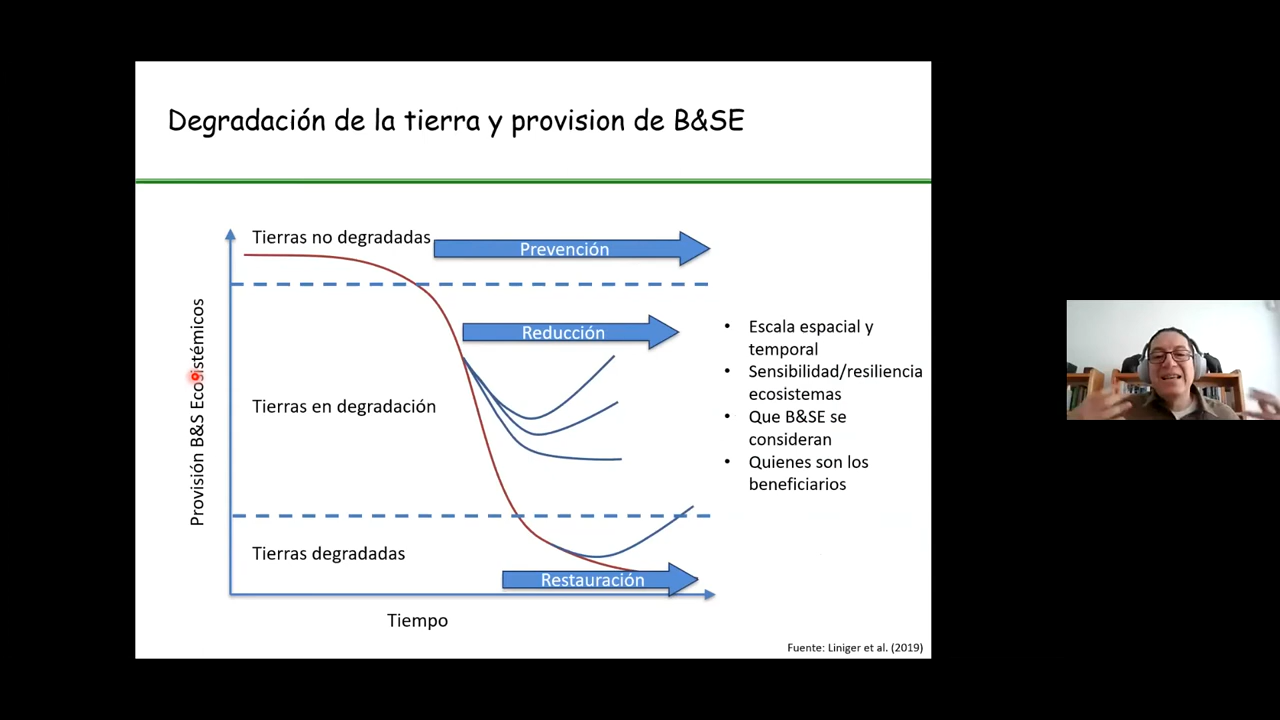 Degradación de la tierra y provision de B&SE
Tierras no degradadas
Prevención
Reducción
Provisión B&S Ecosistémicos
Tierras en degradación
Tierras degradadas
Restauración
Tiempo
• Escala espacial y
temporal
• Sensibilidad/resiliencia
ecosistemas
• Que B&SE se
consideran
• Quienes son los
beneficiarios
Fuente: Liniger et al. (2019)